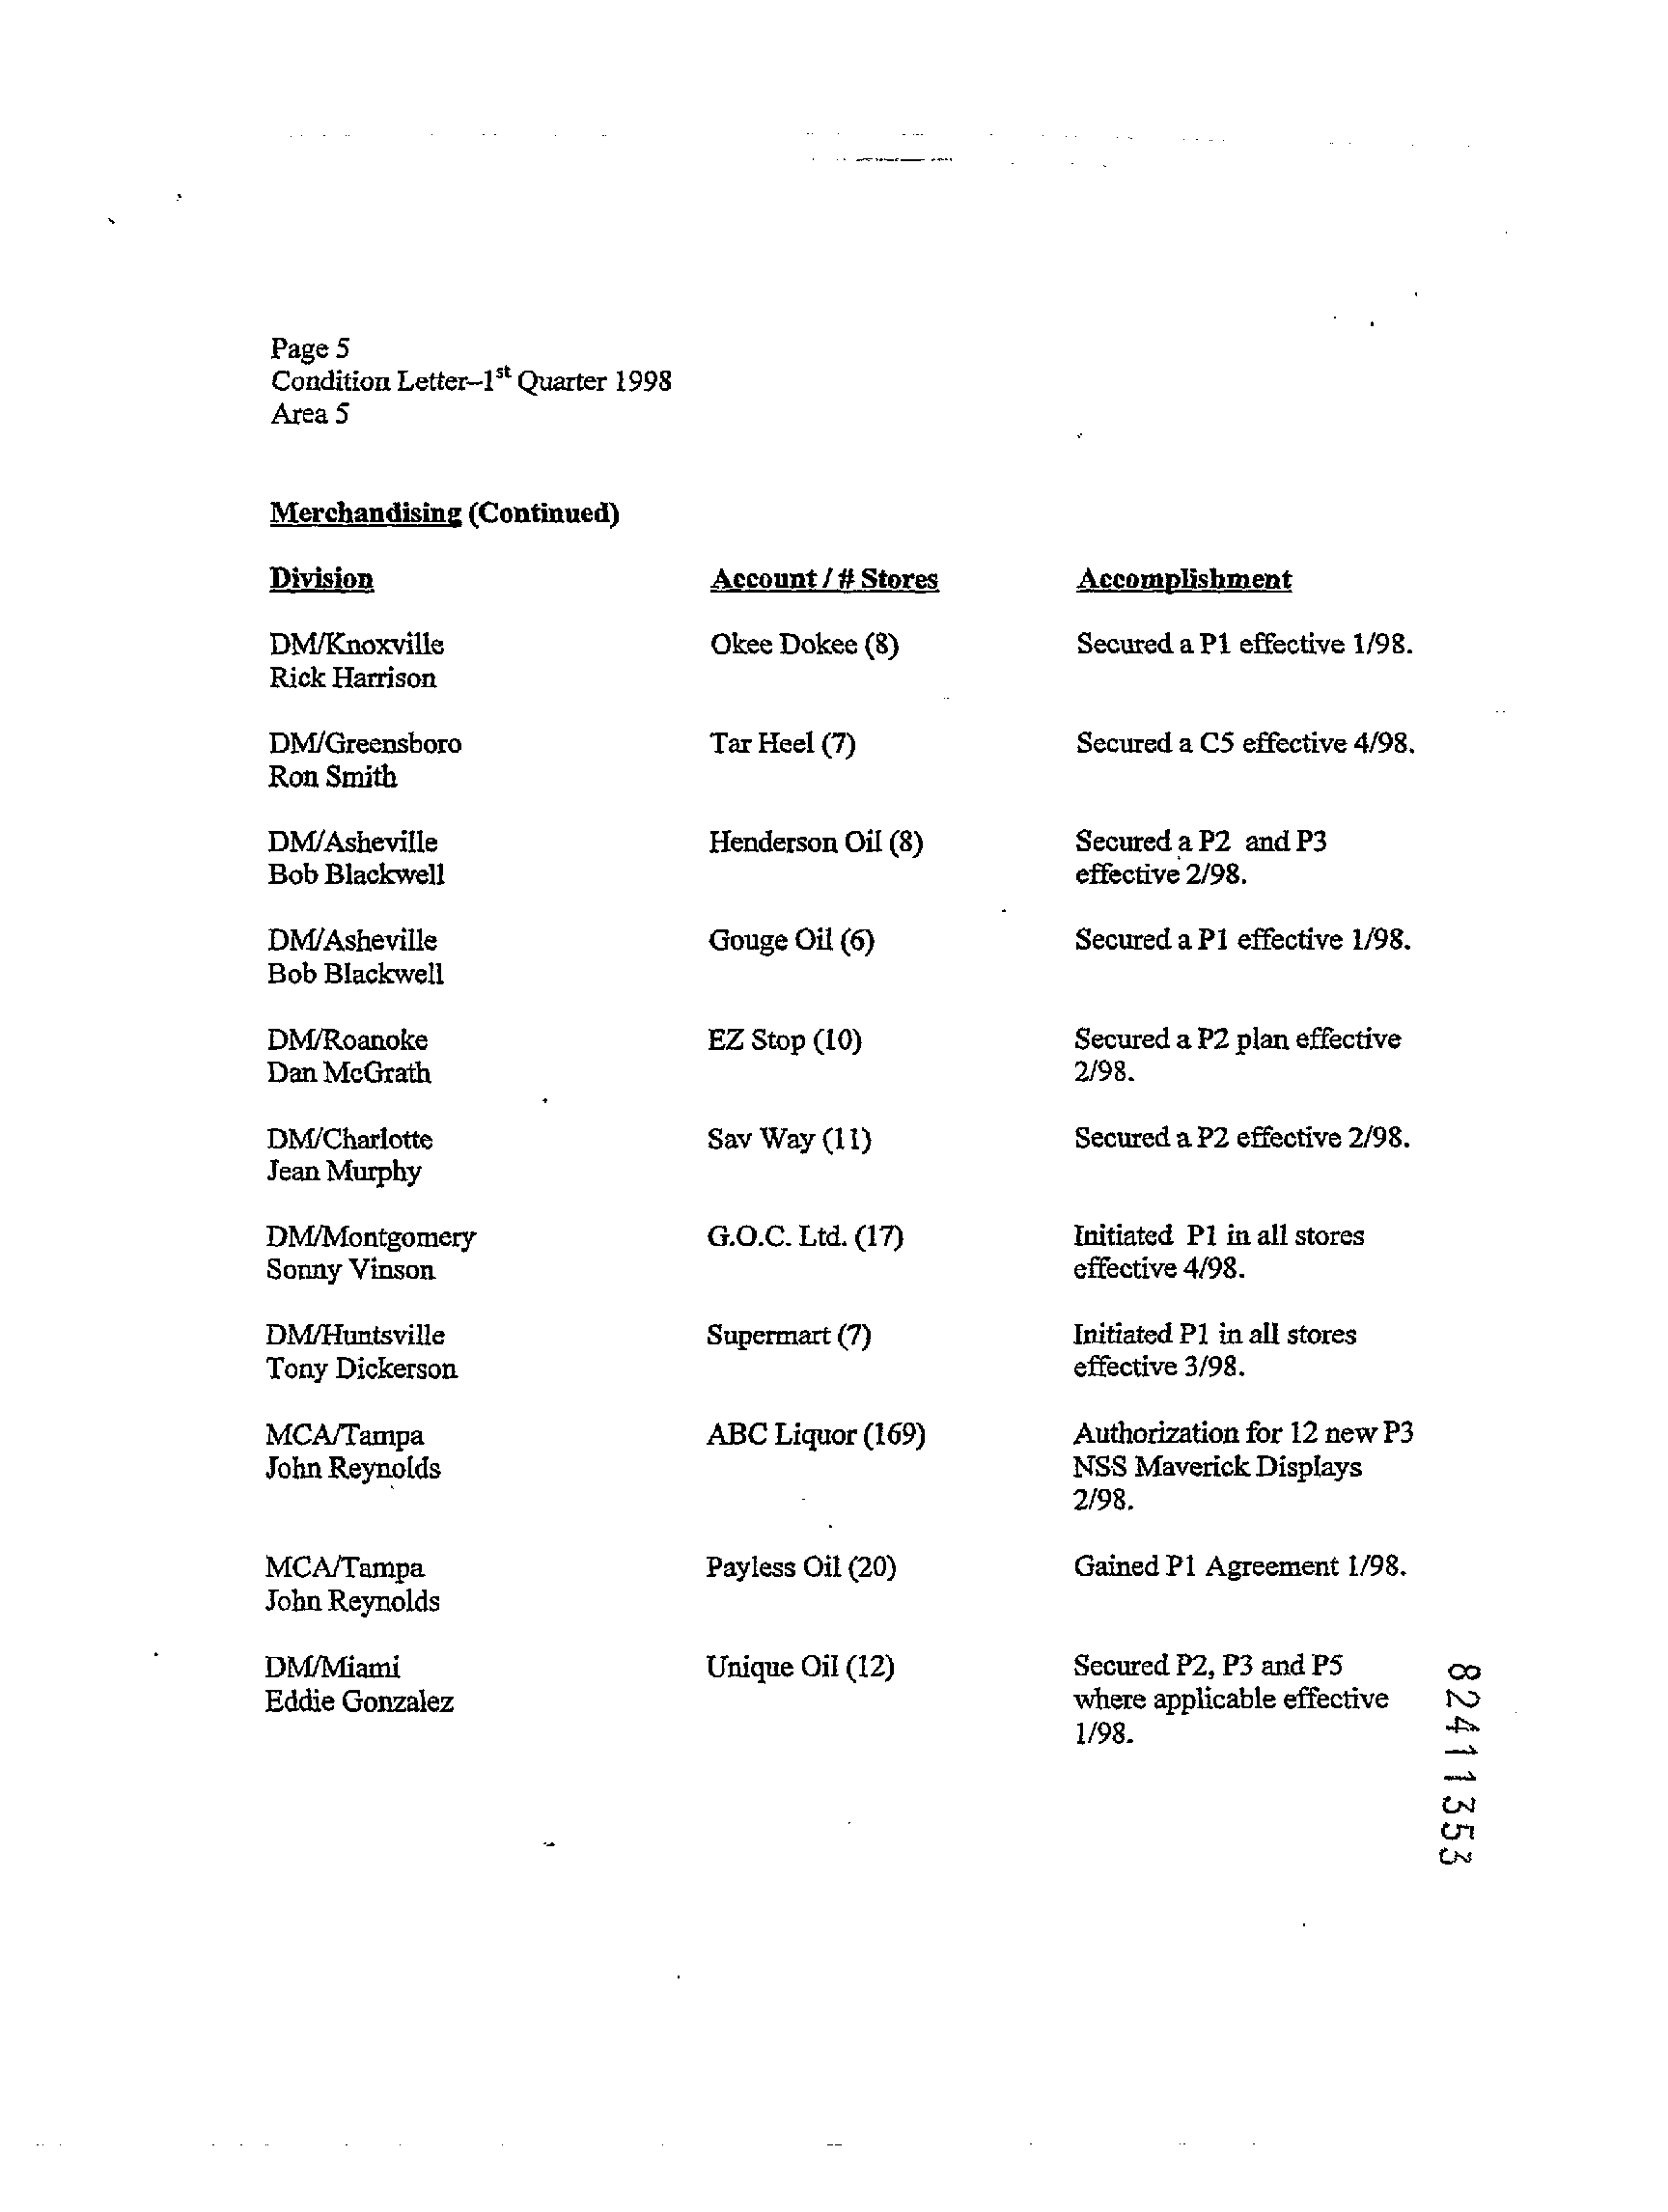 Page 5
Condition Letter–1st Quarter 1998
Area 5
Merchandising (Continued)
Division Account / # Stores Accomplishment
DM/Knoxville Okee Dokee (8) Secured a P1 effective 1/98.
Rick Harrison
DM/Greensboro Tar Heel (7) Secured a C5 effective 4/98.
Ron Smith
DM/Asheville Henderson Oil (8) Secured a P2 and P3
Bob Blackwell effective 2/98.
DM/Asheville Gouge Oil (6) Secured a P1 effective 1/98.
Bob Blackwell
DM/Roanoke EZ Stop (10) Secured a P2 plan effective
Dan McGrath 2/98.
DM/Charlotte Sav Way (11) Secured a P2 effective 2/98.
Jean Murphy
DM/Montgomery G.O.C. Ltd. (17) Initiated P1 in all stores
Sonny Vinson effective 4/98.
DM/Huntsville Supermart (7) Initiated P1 in all stores
Tony Dickerson effective 3/98.
MCA/Tampa ABC Liquor (169) Authorization for 12 new P3
John Reynolds NSS Maverick Displays
2/98.
MCA/Tampa Payless Oil (20) Gained P1 Agreement 1/98.
John Reynolds
DM/Miami Unique Oil (12) Secured P2, P3 and P5
Eddie Gonzalez where applicable effective
1/98.
82411353